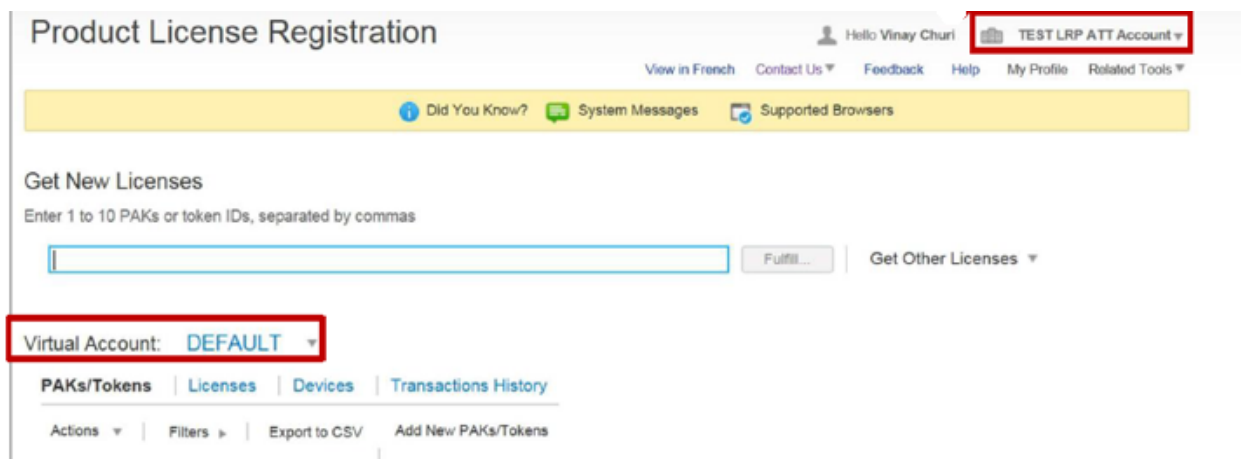 Product License Registration
Hello Vinay Churi TEST LRP ATT Account
View in French Contact Us Feedback Help My Profile Related Tools
Did You Know? System Messages Supported Browsers
Get New Licenses
Enter 1 to 10 PAKs or token IDs, separated by commas
Fulfill... Get Other Licenses
Virtual Account: DEFAULT
PAKs/Tokens Licenses Devices Transactions History
Actions Filters Export to CSV Add New PAKs/Tokens